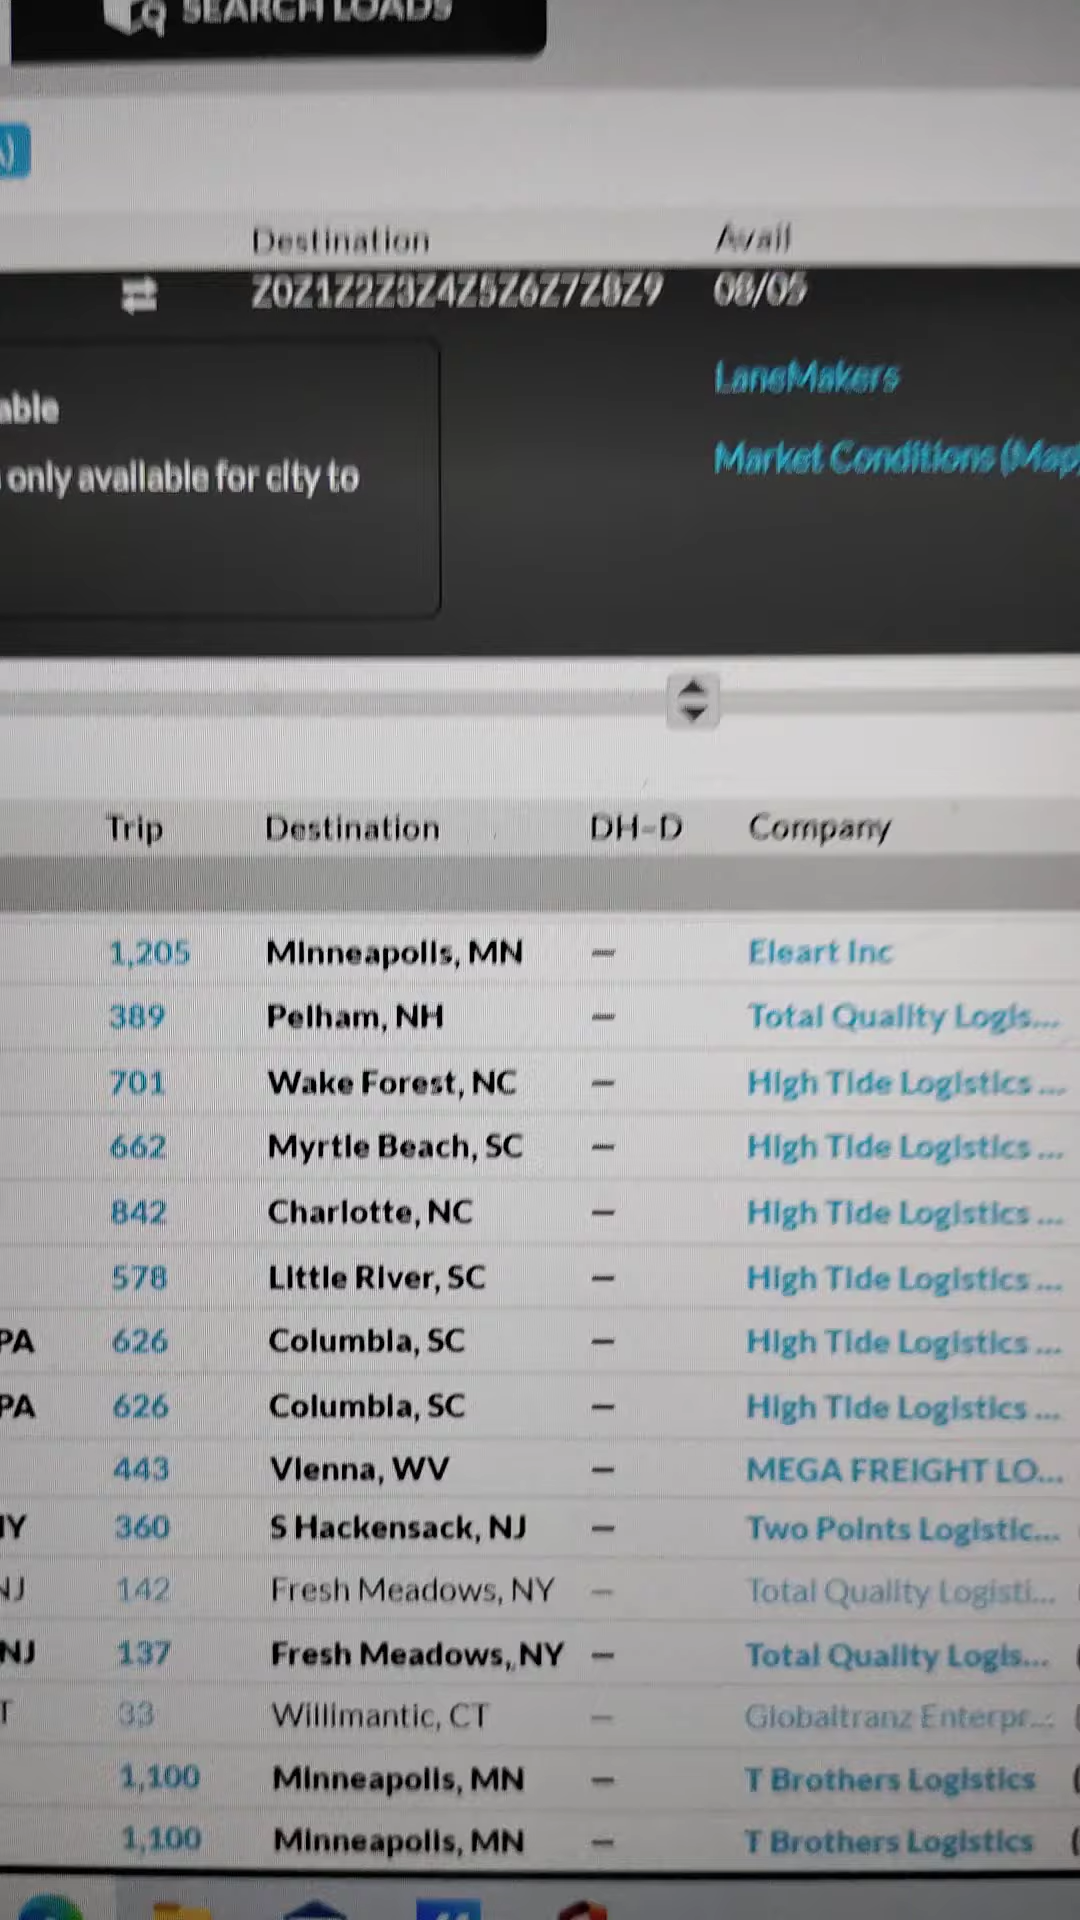 SEARCH LOADS
Destination Avail
Z0Z1Z2Z3Z4Z5Z6Z7Z8Z9 08/05
LaneMakers
able
Market Conditions (Map)
only available for city to
Trip Destination DH-D Company
1,205 Minneapolis, MN — Eleart Inc
389 Pelham, NH — Total Quality Logis...
701 Wake Forest, NC — High Tide Logistics ...
662 Myrtle Beach, SC — High Tide Logistics ...
842 Charlotte, NC — High Tide Logistics ...
578 Little River, SC — High Tide Logistics ...
PA 626 Columbia, SC — High Tide Logistics ...
PA 626 Columbia, SC — High Tide Logistics ...
443 Vienna, WV — MEGA FREIGHT LO...
NY 360 S Hackensack, NJ — Two Points Logistic...
NJ 142 Fresh Meadows, NY — Total Quality Logisti...
NJ 137 Fresh Meadows, NY — Total Quality Logis...
T 33 Willimantic, CT — Globaltranz Enterpr...
1,100 Minneapolis, MN — T Brothers Logistics (
1,100 Minneapolis, MN — T Brothers Logistics (